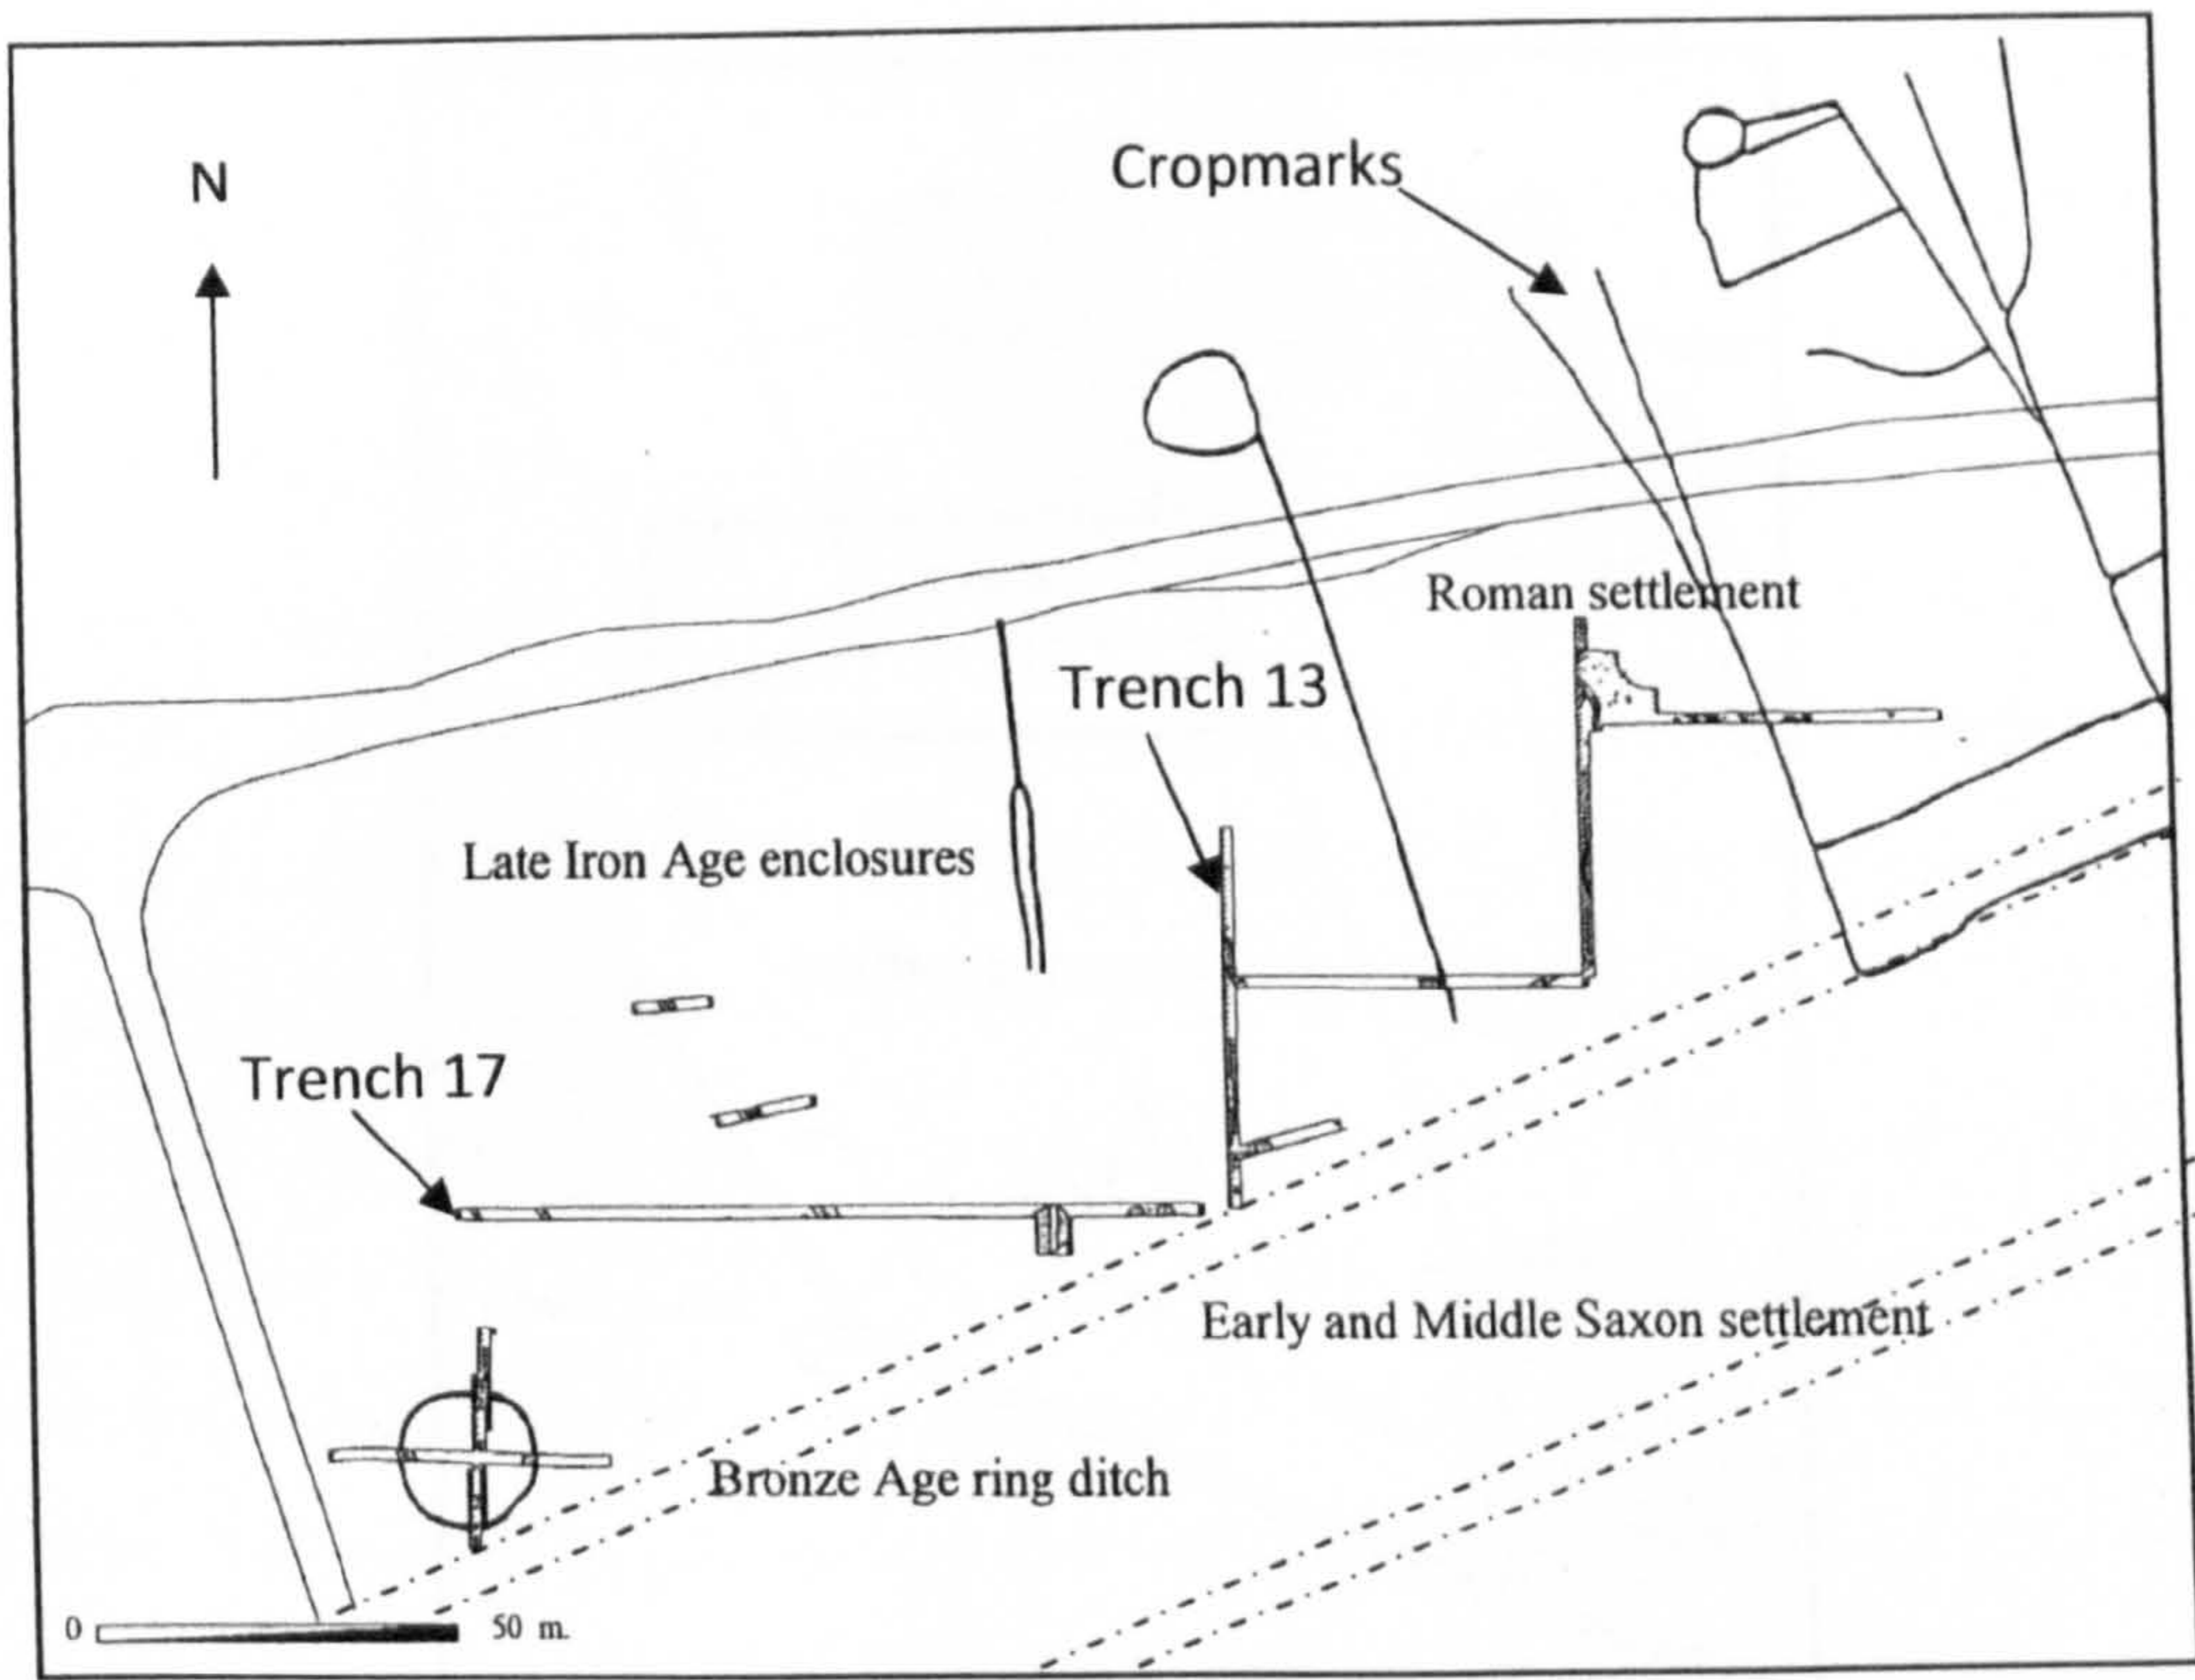 N
Cropmarks
Roman settlement
Trench 13
Late Iron Age enclosures
Trench 17
Early and Middle Saxon settlement
Bronze Age ring ditch
0 50 m.